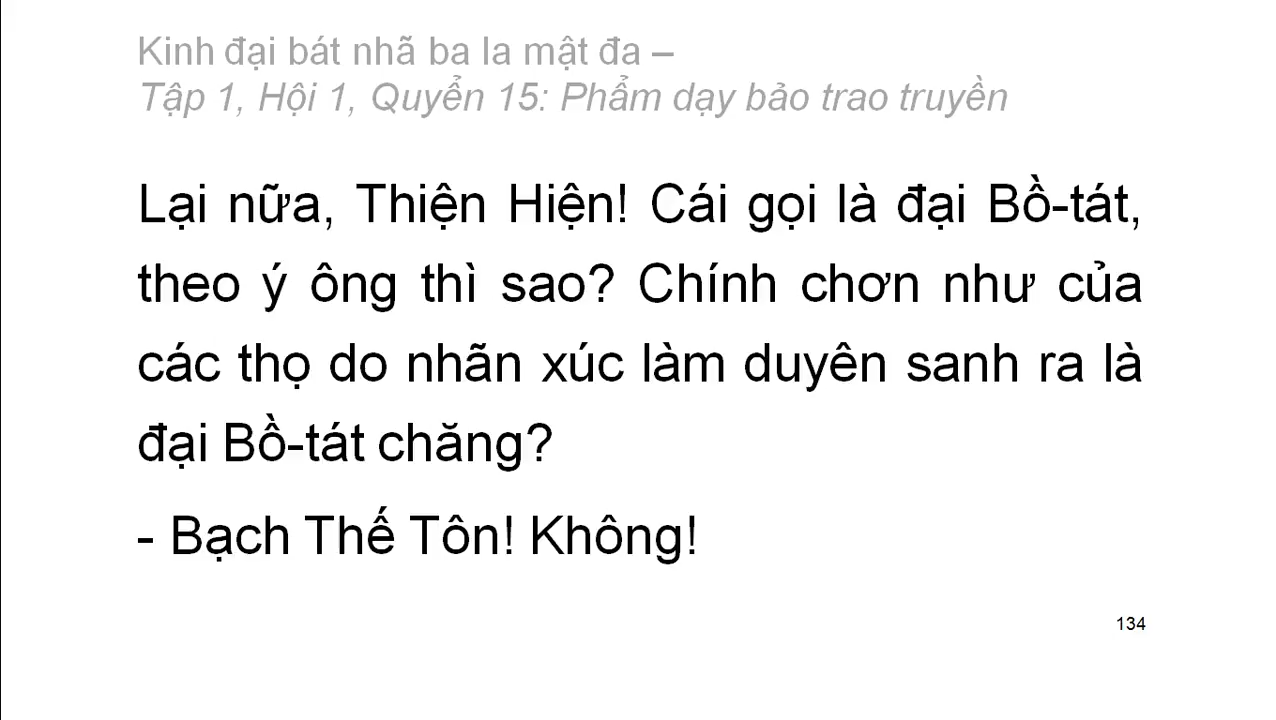 Kinh đại bát nhã ba la mật đa –
Tập 1, Hội 1, Quyển 15: Phẩm dạy bảo trao truyền
Lại nữa, Thiện Hiện! Cái gọi là đại Bồ-tát,
theo ý ông thì sao? Chính chơn như của
các thọ do nhãn xúc làm duyên sanh ra là
đại Bồ-tát chăng?
- Bạch Thế Tôn! Không!
134